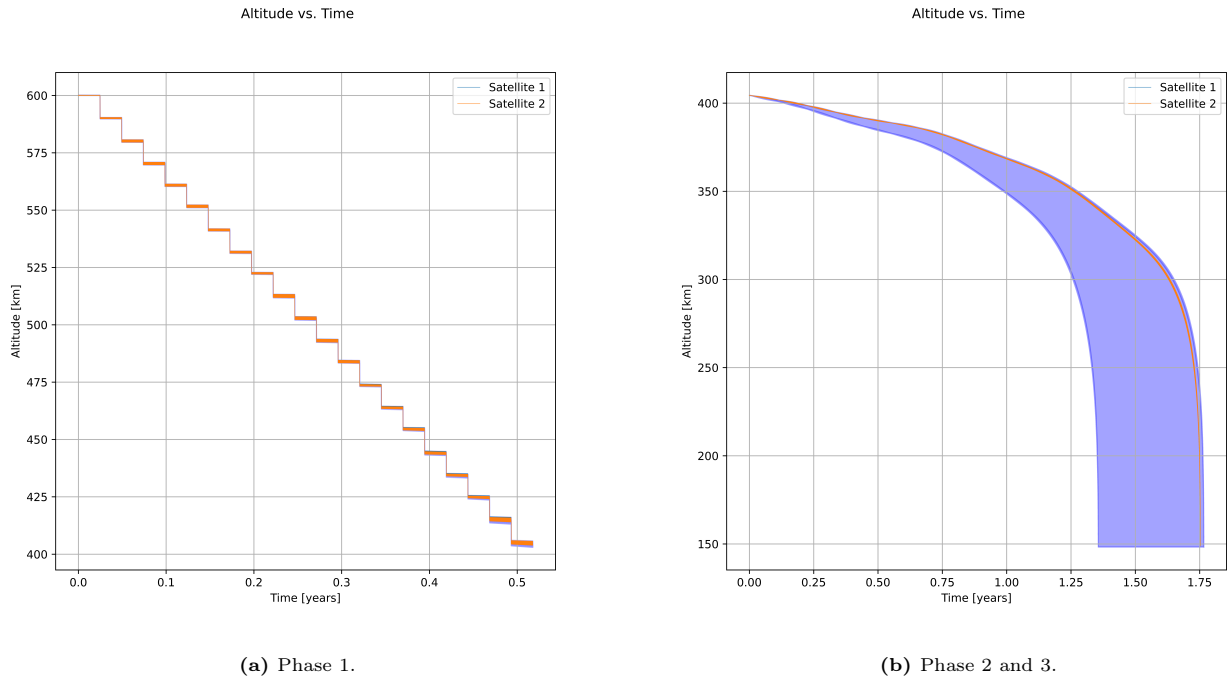 Altitude vs. Time
Satellite 1
Satellite 2
600
575
550
525
500
475
450
425
400
Altitude [km]
0.0 0.1 0.2 0.3 0.4 0.5
Time [years]
(a) Phase 1.
Altitude vs. Time
Satellite 1
Satellite 2
400
350
300
250
200
150
Altitude [km]
0.00 0.25 0.50 0.75 1.00 1.25 1.50 1.75
Time [years]
(b) Phase 2 and 3.